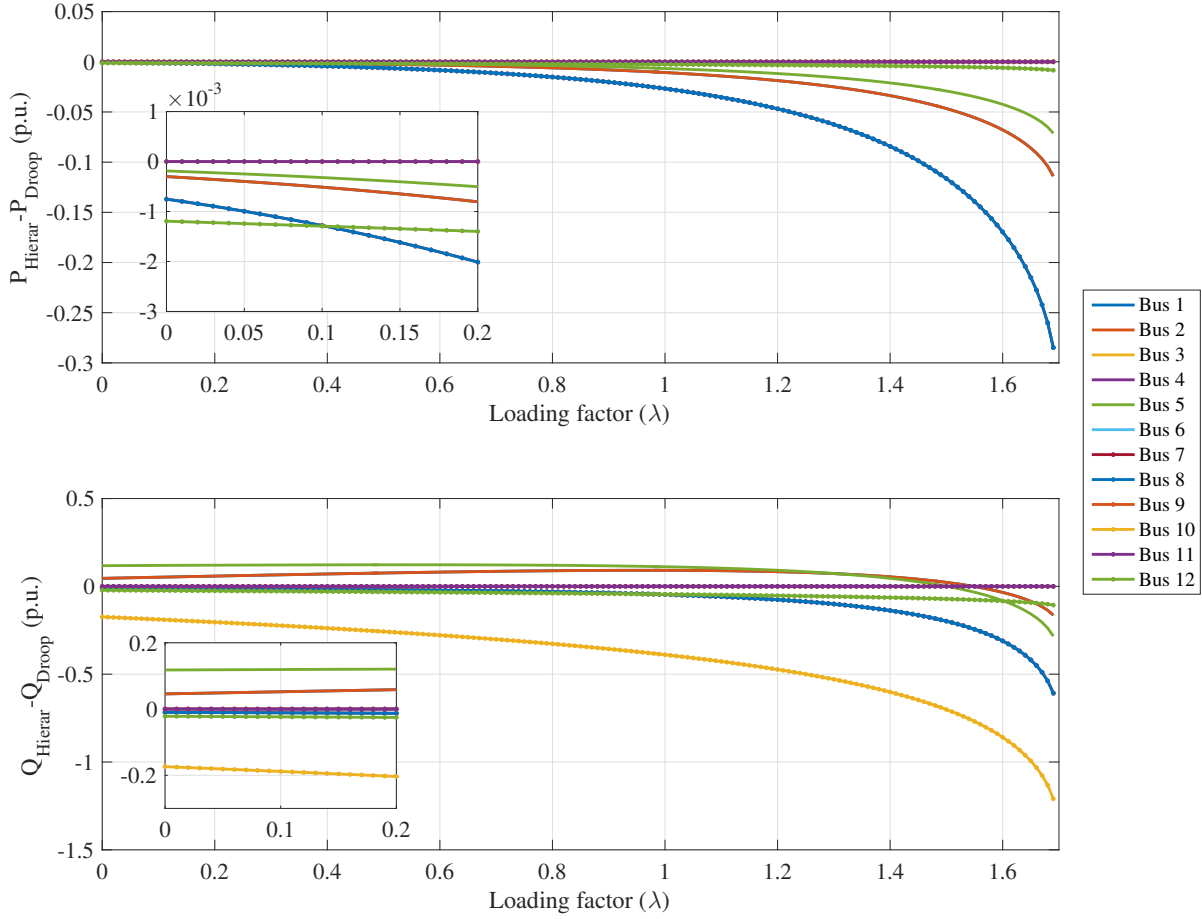 0.05
0
-0.05
-0.1
-0.15
-0.2
-0.25
-0.3
P_Hierar-P_Droop (p.u.)
×10^-3
1
0
-1
-2
-3
0 0.05 0.1 0.15 0.2
0 0.2 0.4 0.6 0.8 1 1.2 1.4 1.6
Loading factor (λ)
Bus 1
Bus 2
Bus 3
Bus 4
Bus 5
Bus 6
Bus 7
Bus 8
Bus 9
Bus 10
Bus 11
Bus 12
0.5
0
-0.5
-1
-1.5
Q_Hierar-Q_Droop (p.u.)
0.2
0
-0.2
0 0.1 0.2
0 0.2 0.4 0.6 0.8 1 1.2 1.4 1.6
Loading factor (λ)